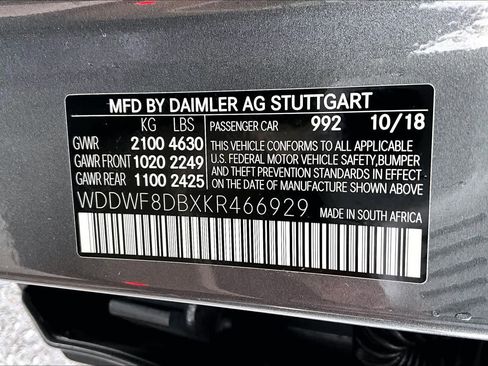 MFD BY DAIMLER AG STUTTGART
KG LBS PASSENGER CAR 992 10/18
GVWR 2100 4630
GAWR FRONT 1020 2249
GAWR REAR 1100 2425
THIS VEHICLE CONFORMS TO ALL APPLICABLE
U.S. FEDERAL MOTOR VEHICLE SAFETY, BUMPER
AND THEFT PREVENTION STANDARDS IN EFFECT
ON THE DATE OF MANUFACTURE SHOWN ABOVE.
WDDWF8DBXKR466929 MADE IN SOUTH AFRICA